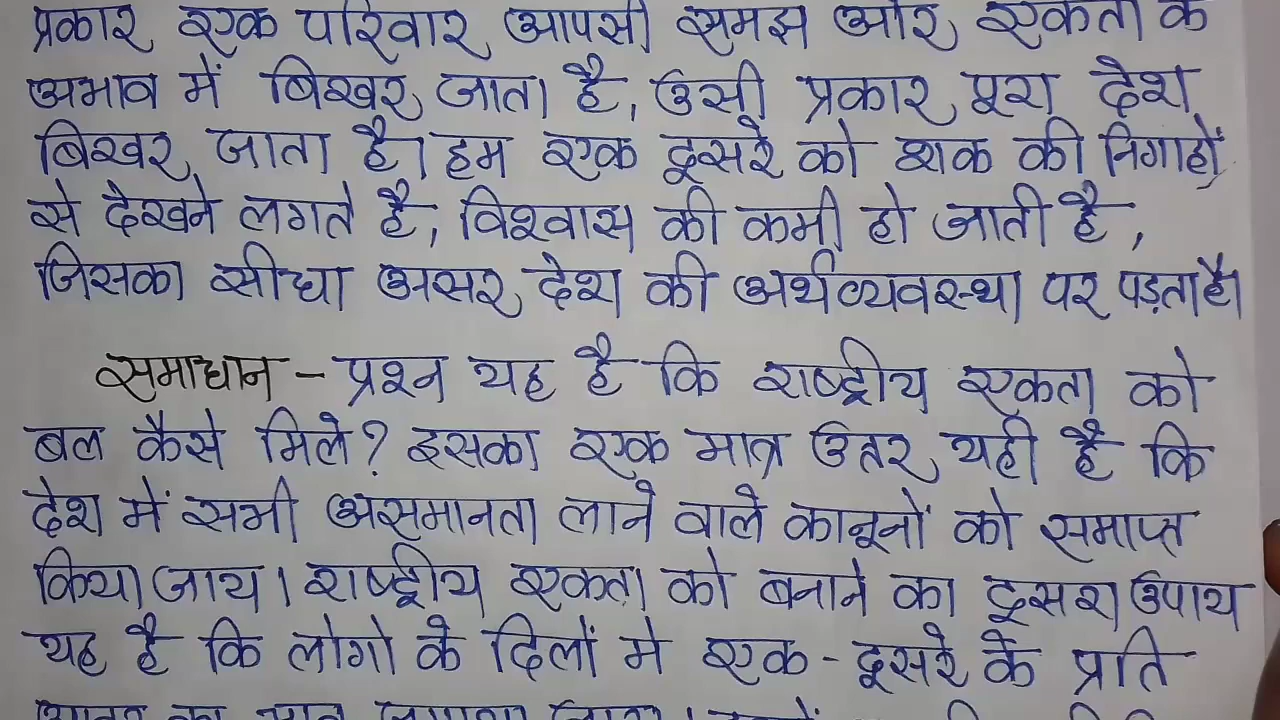 प्रकार एक परिवार आपसी समझ और एकता के
अभाव में बिखर जाता है, उसी प्रकार पूरा देश
बिखर जाता है। हम एक दूसरे को शक की निगाहों
से देखने लगते है, विश्वास की कमी हो जाती है,
जिसका सीधा असर देश की अर्थव्यवस्था पर पड़ता है।
समाधान - प्रश्न यह है कि राष्ट्रीय एकता को
बल कैसे मिले? इसका एक मात्र उत्तर यही है कि
देश में सभी असमानता लाने वाले कानूनों को समाप्त
किया जाय। राष्ट्रीय एकता को बनाने का दूसरा उपाय
यह है कि लोगो के दिलों मे एक-दूसरे के प्रति